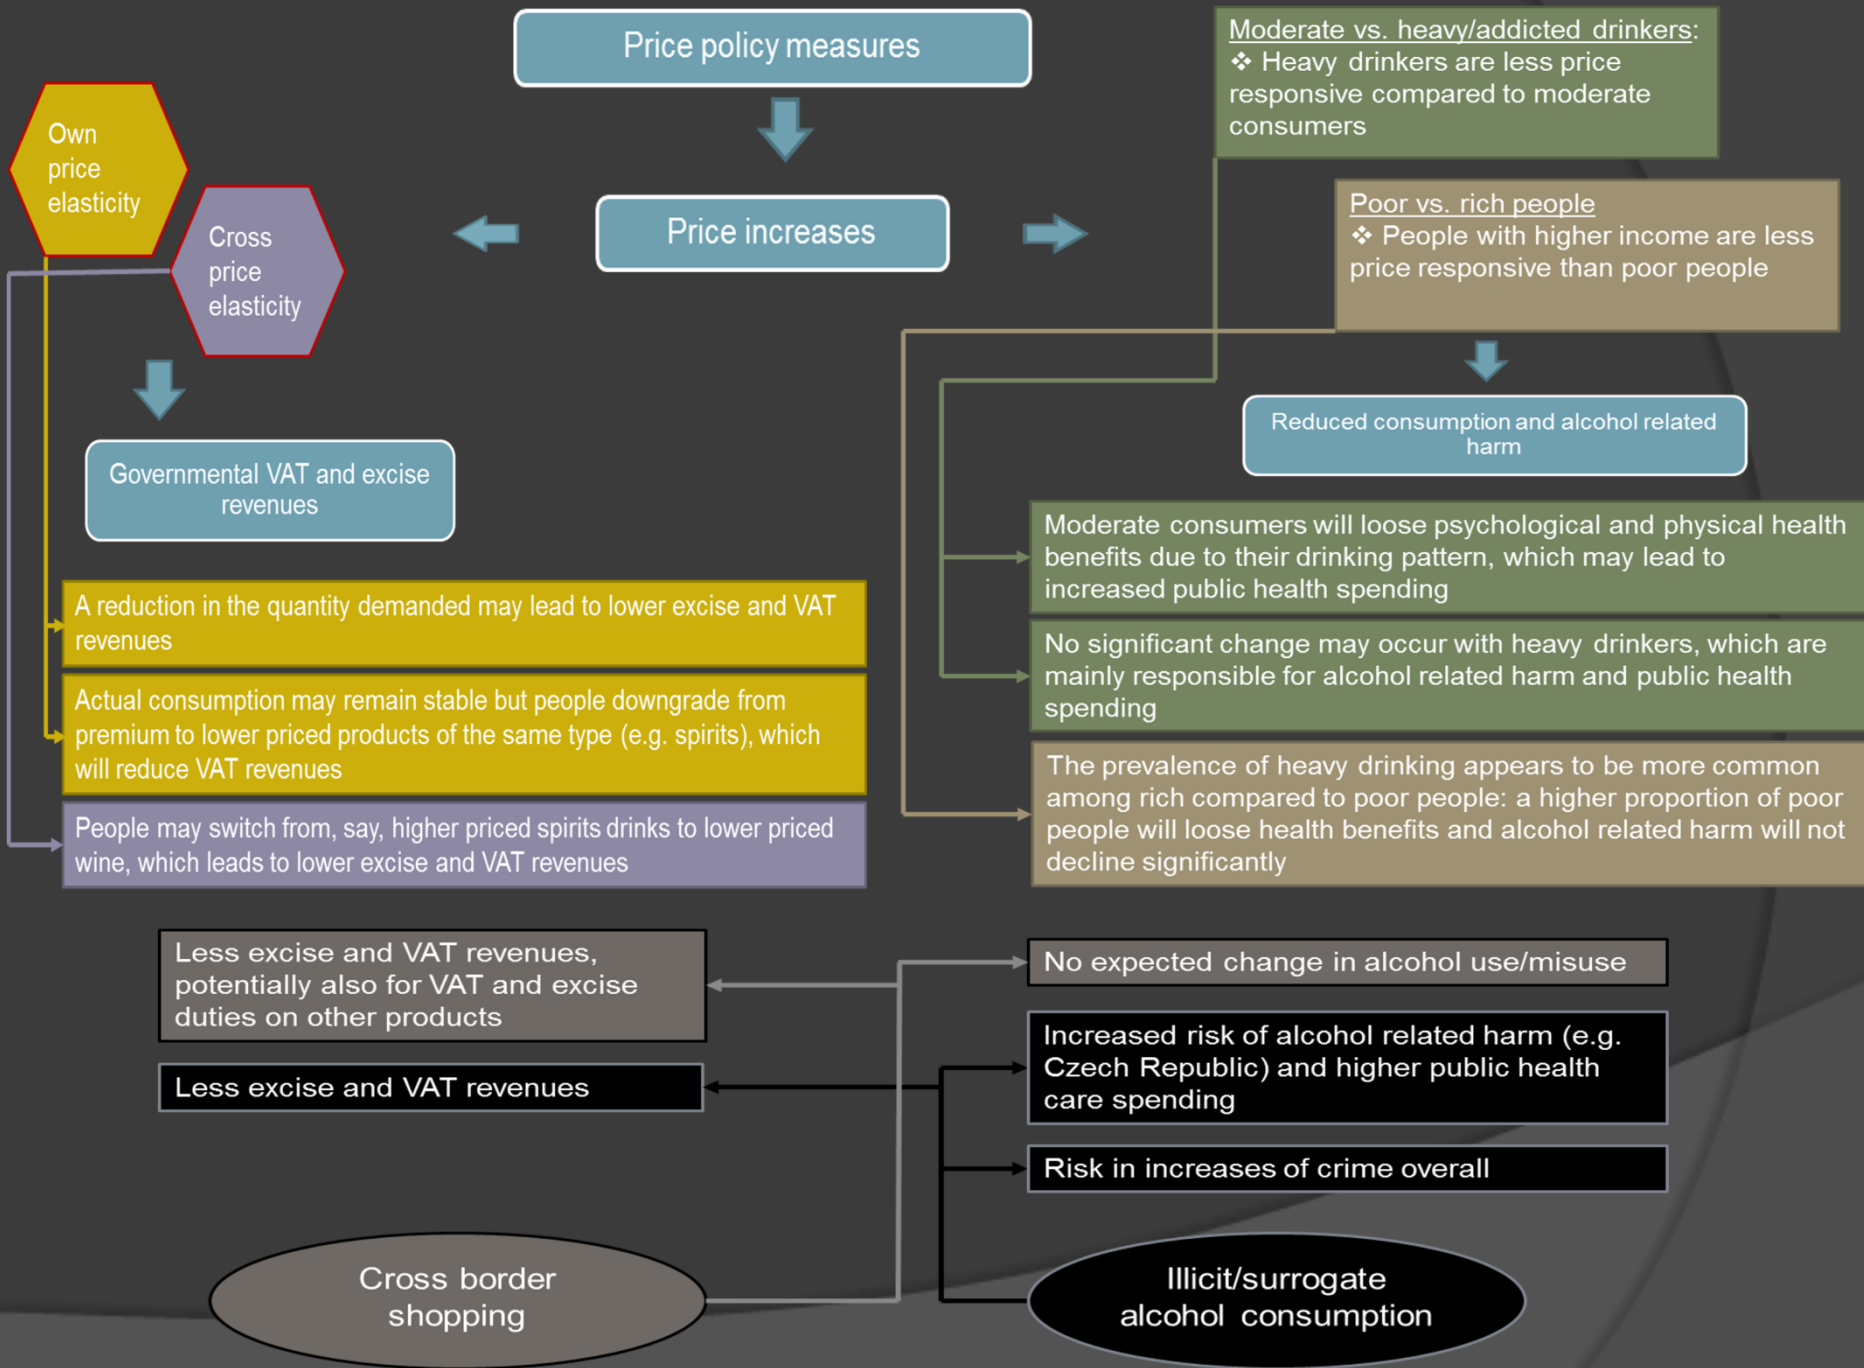 Price policy measures
Moderate vs. heavy/addicted drinkers:
❖ Heavy drinkers are less price
responsive compared to moderate
consumers
Own
price
elasticity
Cross
price
elasticity
Price increases
Poor vs. rich people
❖ People with higher income are less
price responsive than poor people
Governmental VAT and excise
revenues
Reduced consumption and alcohol related
harm
A reduction in the quantity demanded may lead to lower excise and VAT
revenues
Actual consumption may remain stable but people downgrade from
premium to lower priced products of the same type (e.g. spirits), which
will reduce VAT revenues
People may switch from, say, higher priced spirits drinks to lower priced
wine, which leads to lower excise and VAT revenues
Moderate consumers will loose psychological and physical health
benefits due to their drinking pattern, which may lead to
increased public health spending
No significant change may occur with heavy drinkers, which are
mainly responsible for alcohol related harm and public health
spending
The prevalence of heavy drinking appears to be more common
among rich compared to poor people: a higher proportion of poor
people will loose health benefits and alcohol related harm will not
decline significantly
Less excise and VAT revenues,
potentially also for VAT and excise
duties on other products
Less excise and VAT revenues
No expected change in alcohol use/misuse
Increased risk of alcohol related harm (e.g.
Czech Republic) and higher public health
care spending
Risk in increases of crime overall
Cross border
shopping
Illicit/surrogate
alcohol consumption